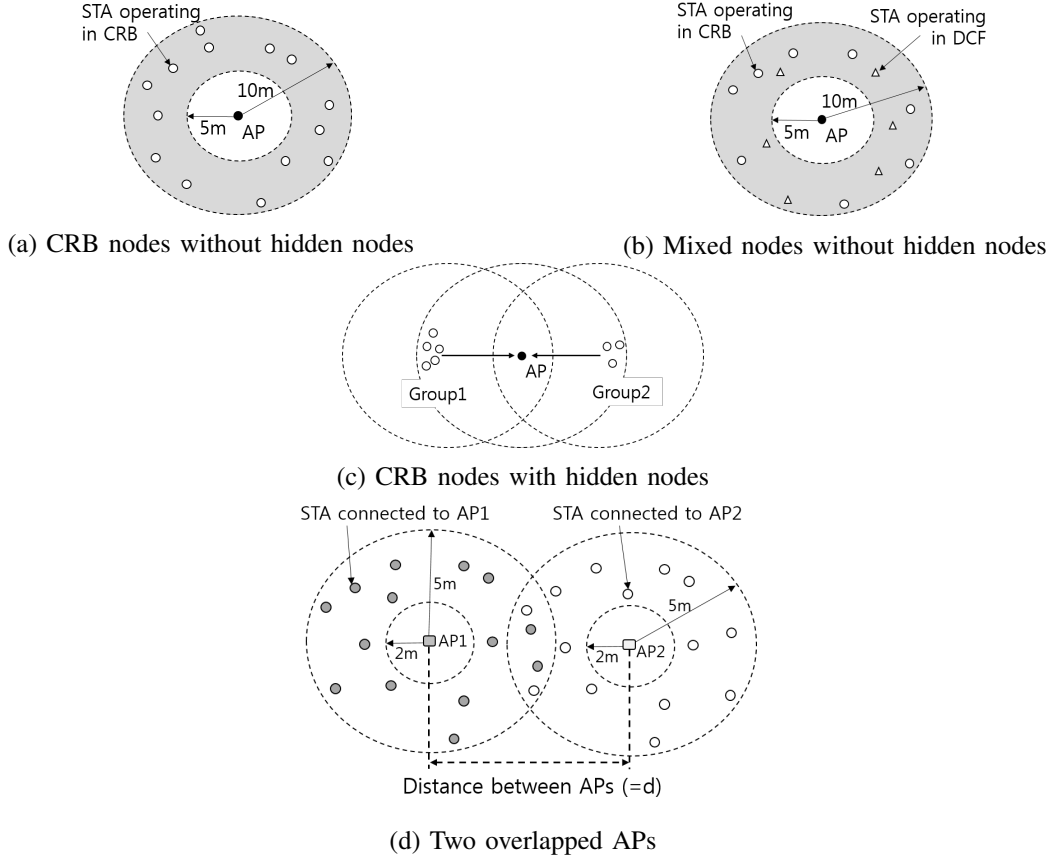 STA operating
in CRB
10m
5m
AP
(a) CRB nodes without hidden nodes
STA operating
in CRB
STA operating
in DCF
10m
5m
AP
(b) Mixed nodes without hidden nodes
AP
Group1
Group2
(c) CRB nodes with hidden nodes
STA connected to AP1
STA connected to AP2
5m
AP1
2m
5m
AP2
2m
Distance between APs (=d)
(d) Two overlapped APs